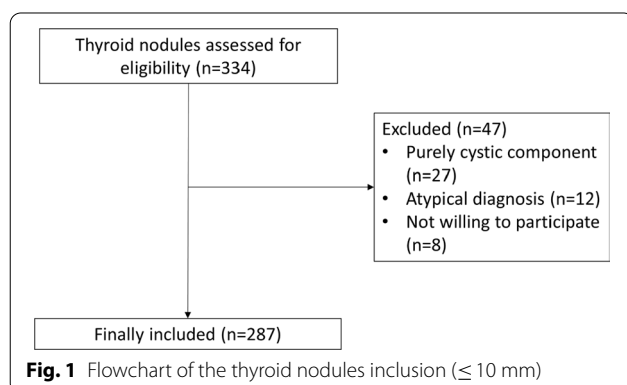 Thyroid nodules assessed for
eligibility (n=334)
Excluded (n=47)
• Purely cystic component
(n=27)
• Atypical diagnosis (n=12)
• Not willing to participate
(n=8)
Finally included (n=287)
Fig. 1 Flowchart of the thyroid nodules inclusion (≤ 10 mm)